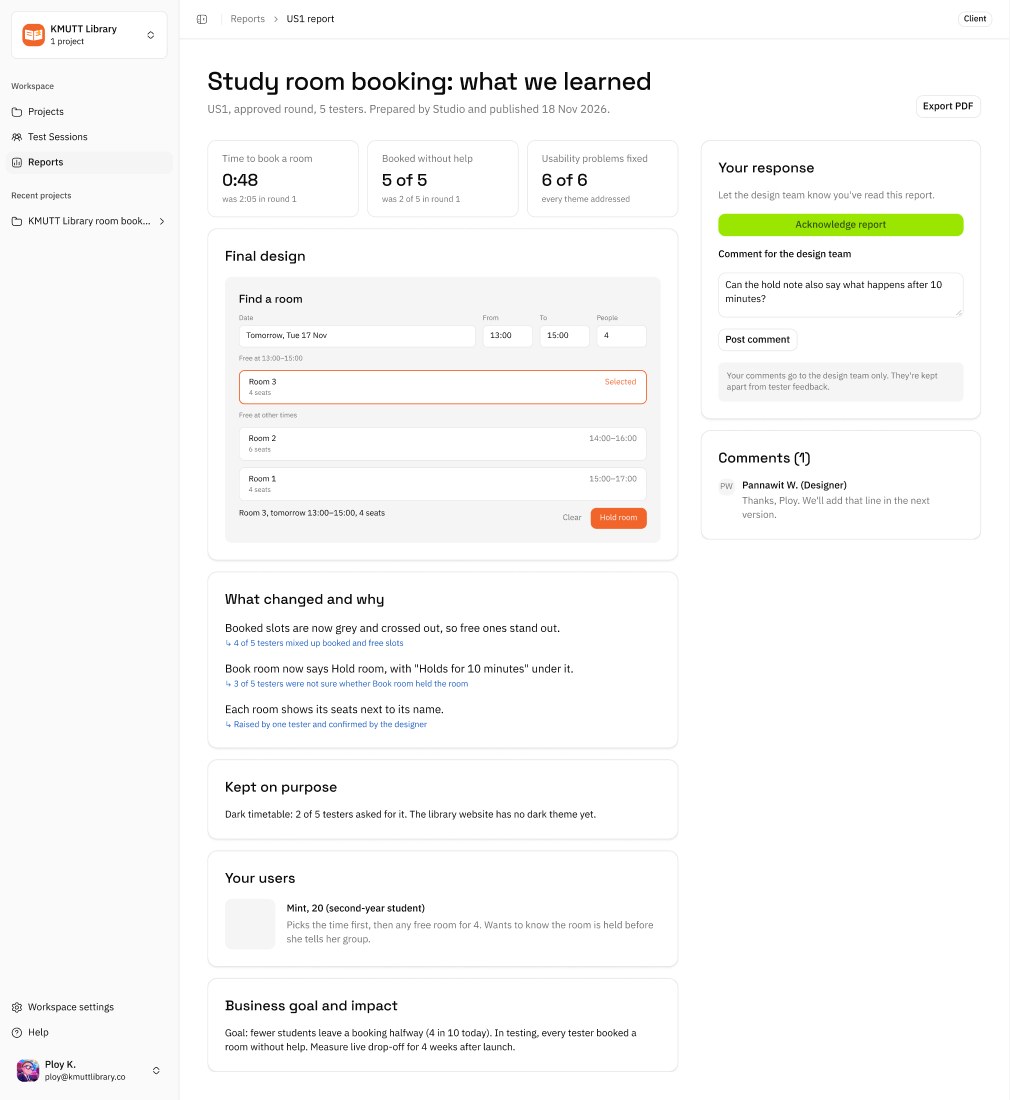 KMUTT Library
1 project
Workspace
Projects
Test Sessions
Reports
Recent projects
KMUTT Library room book...
Workspace settings
Help
Ploy K.
ploy@kmuttlibrary.co
Reports > US1 report
Client
Study room booking: what we learned
US1, approved round, 5 testers. Prepared by Studio and published 18 Nov 2026.
Export PDF
Time to book a room
0:48
was 2:05 in round 1
Booked without help
5 of 5
was 2 of 5 in round 1
Usability problems fixed
6 of 6
every theme addressed
Final design
Find a room
Date
From
To
People
Tomorrow, Tue 17 Nov
13:00
15:00
4
Free at 13:00–15:00
Room 3
Selected
4 seats
Free at other times
Room 2
14:00–16:00
6 seats
Room 1
15:00–17:00
4 seats
Room 3, tomorrow 13:00–15:00, 4 seats
Clear
Hold room
What changed and why
Booked slots are now grey and crossed out, so free ones stand out.
↳ 4 of 5 testers mixed up booked and free slots
Book room now says Hold room, with "Holds for 10 minutes" under it.
↳ 3 of 5 testers were not sure whether Book room held the room
Each room shows its seats next to its name.
↳ Raised by one tester and confirmed by the designer
Kept on purpose
Dark timetable: 2 of 5 testers asked for it. The library website has no dark theme yet.
Your users
Mint, 20 (second-year student)
Picks the time first, then any free room for 4. Wants to know the room is held before
she tells her group.
Business goal and impact
Goal: fewer students leave a booking halfway (4 in 10 today). In testing, every tester booked a
room without help. Measure live drop-off for 4 weeks after launch.
Your response
Let the design team know you've read this report.
Acknowledge report
Comment for the design team
Can the hold note also say what happens after 10
minutes?
Post comment
Your comments go to the design team only. They're kept
apart from tester feedback.
Comments (1)
PW
Pannawit W. (Designer)
Thanks, Ploy. We'll add that line in the next
version.